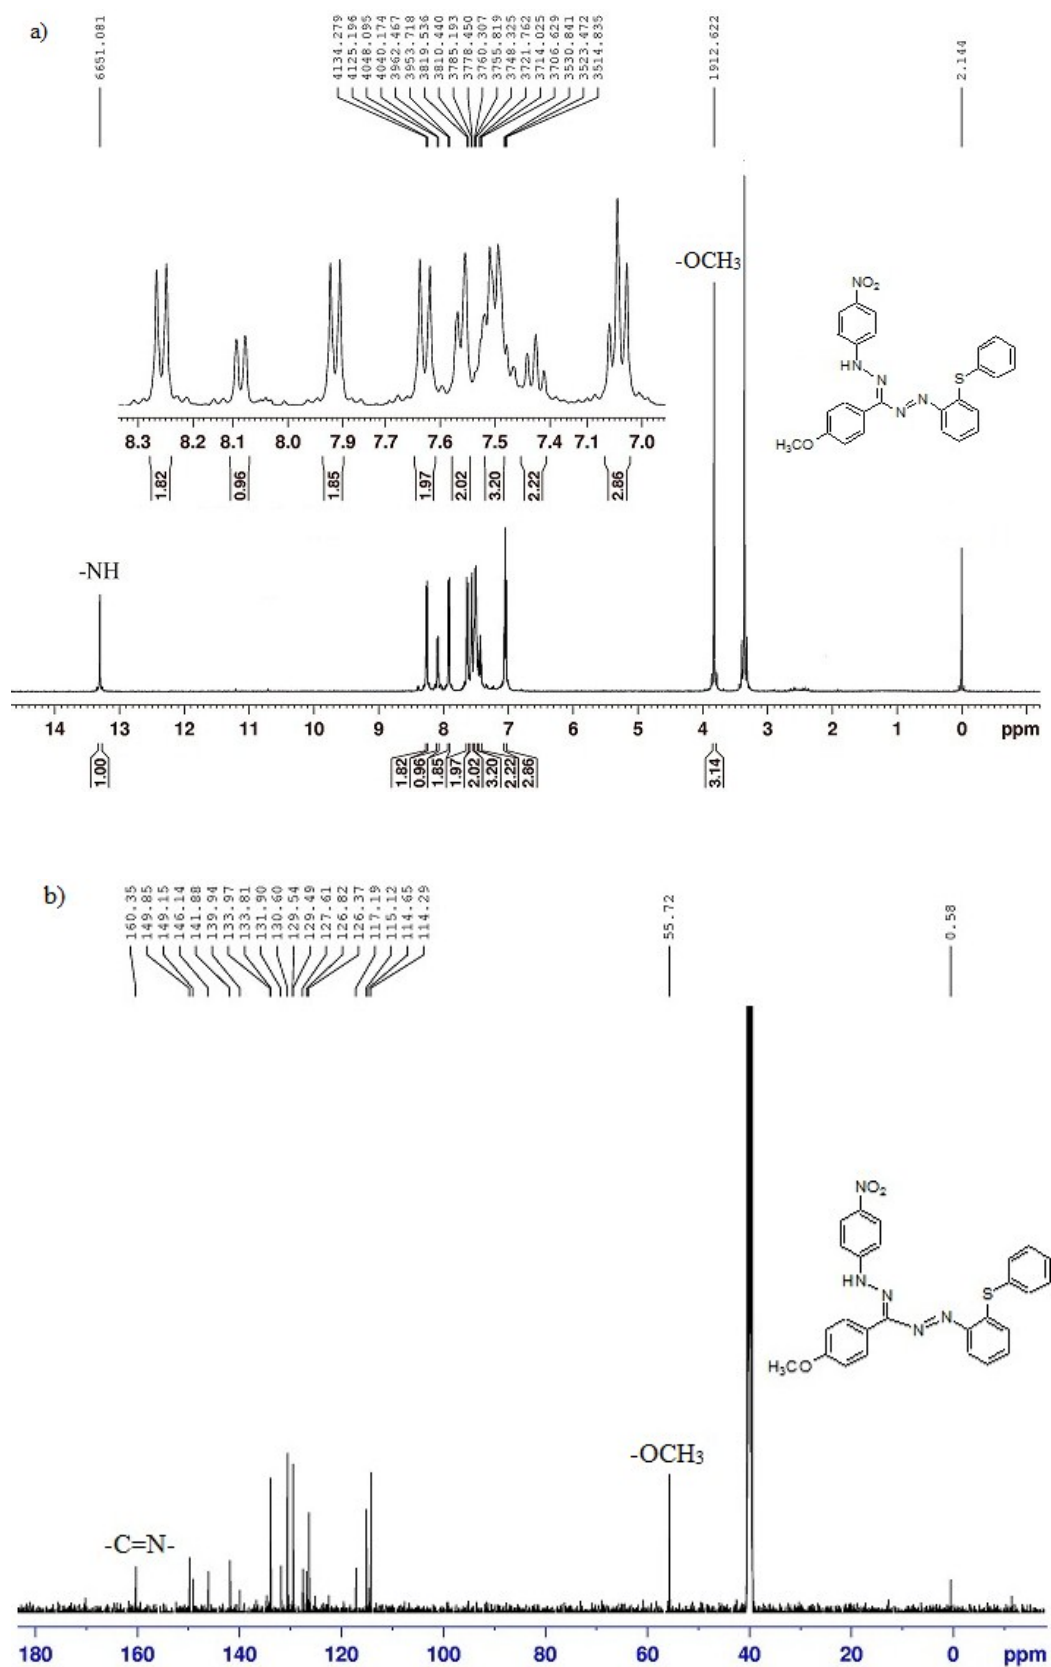 a)
6651.081
4134.279
4125.196
4048.095
4040.174
3962.467
3953.718
3819.536
3810.440
3785.193
3778.450
3760.307
3755.819
3748.325
3721.762
3714.025
3706.629
3530.841
3523.472
3514.835
1912.622
2.144
-OCH3
NO2
HN
N
S
N
N
H3CO
8.3 8.2 8.1 8.0 7.9 7.7 7.6 7.5 7.4 7.1 7.0
1.82 0.96 1.85 1.97 2.02 3.20 2.22 2.86
-NH
14 13 12 11 10 9 8 7 6 5 4 3 2 1 0 ppm
1.00 1.82 0.96 1.85 1.97 2.02 3.20 2.22 2.86 3.14
b)
160.35
149.85
149.15
146.14
141.88
139.94
133.97
133.81
131.90
130.60
129.54
129.49
127.61
126.82
126.37
117.19
115.12
114.65
114.29
55.72
0.58
NO2
HN
N
S
N
N
H3CO
-OCH3
-C=N-
180 160 140 120 100 80 60 40 20 0 ppm